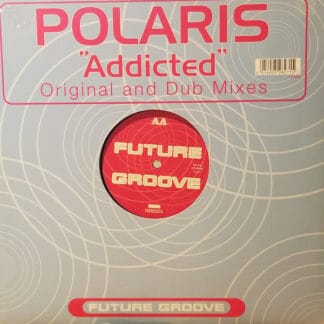 POLARIS
"Addicted"
Original and Dub Mixes
AA
FUTURE
GROOVE
FUTURE GROOVE